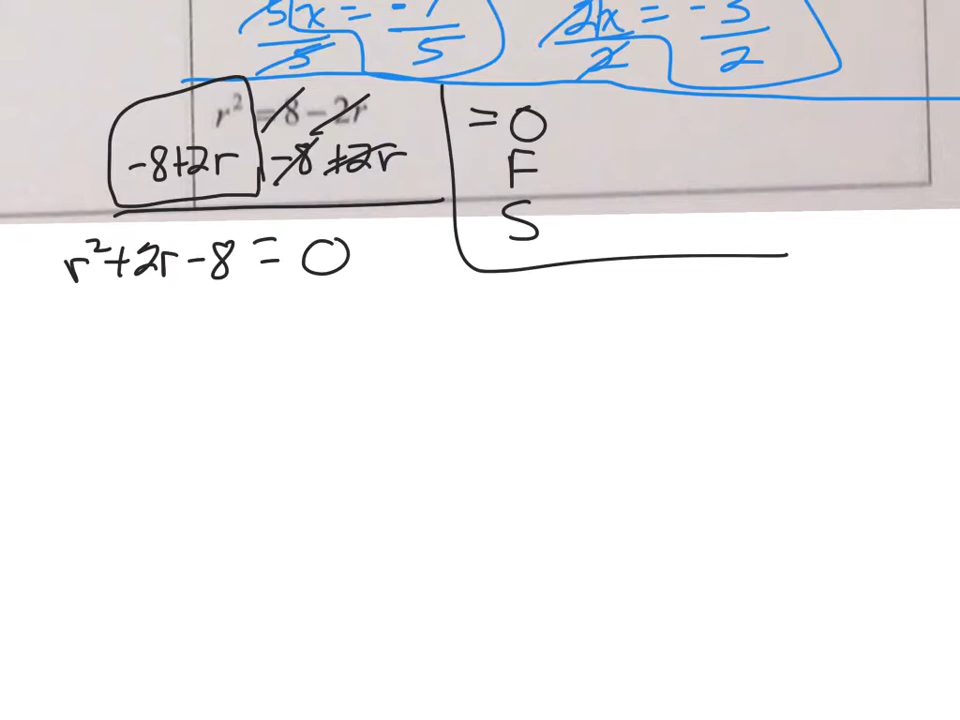 5x = -1 2x = -3
5 5 2 2
r² = 8 - 2r
-8+2r -8+2r
r²+2r-8 = 0
= 0
F
S